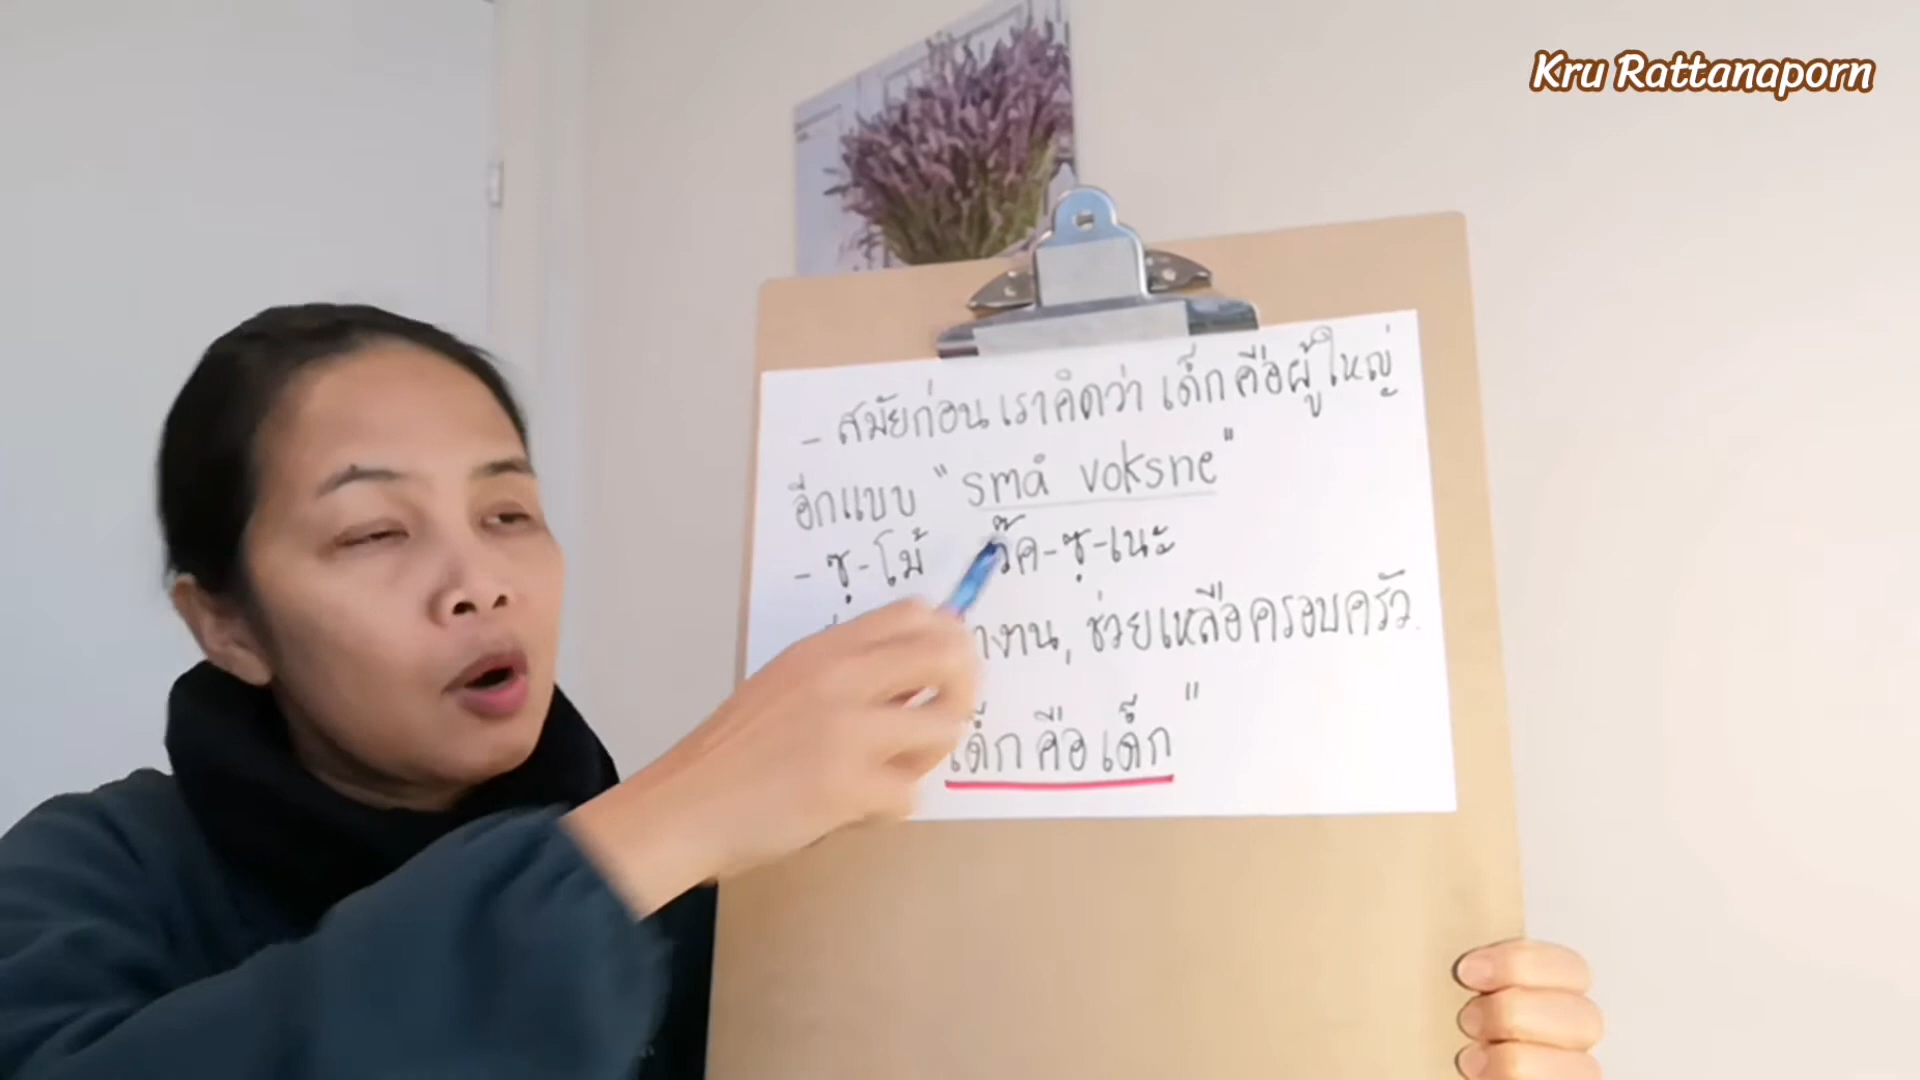 Kru Rattanaporn
- สมัยก่อนเราคิดว่า เด็กคือผู้ใหญ่
อีกแบบ "små voksne"
- ซุ-โม้ ว๊อค-ซุ-เนะ
งาน, ช่วยเหลือครอบครัว.
เด็ก คือ เด็ก"